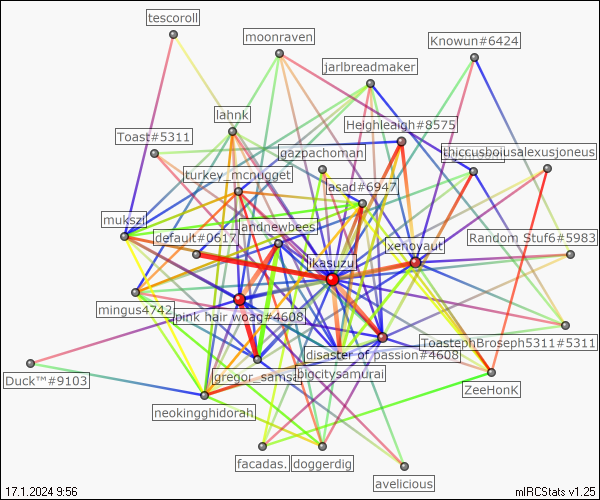 tescoroll
moonraven
Knowun#6424
jarlbreadmaker
lahnk
Heighleaigh#8575
Toast#5311
gazpachoman
thiccusboiusalexusjoneus
turkey_mcnugget
asad#6947
mukszi
andnewbees
default#0617
xenoyaut
Random Stuf6#5983
likasuzu
mingus4742
pink hair woag#4608
ToastephBroseph5311#5311
disaster of passion#4608
gregor_samsa
bigcitysamurai
Duck™#9103
ZeeHonK
neokingghidorah
facadas.
doggerdig
avelicious
17.1.2024 9:56
mIRCStats v1.25